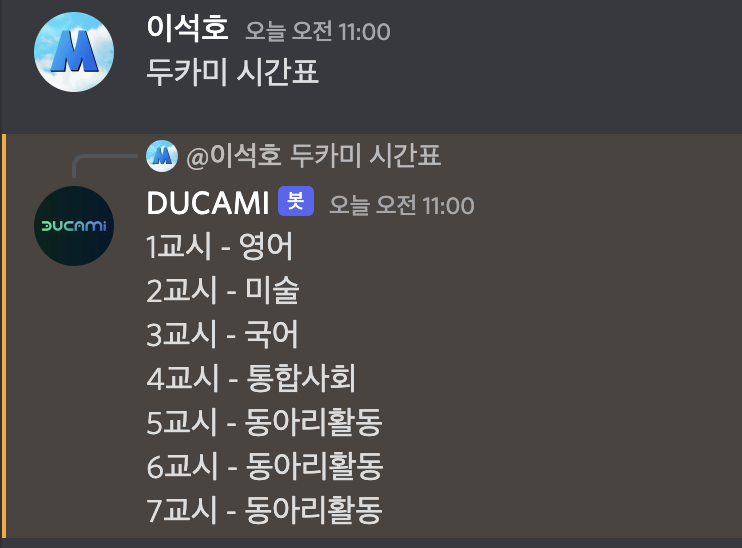 이석호 오늘 오전 11:00
두카미 시간표
@이석호 두카미 시간표
DUCAMI 봇 오늘 오전 11:00
DUCAMi
1교시 - 영어
2교시 - 미술
3교시 - 국어
4교시 - 통합사회
5교시 - 동아리활동
6교시 - 동아리활동
7교시 - 동아리활동